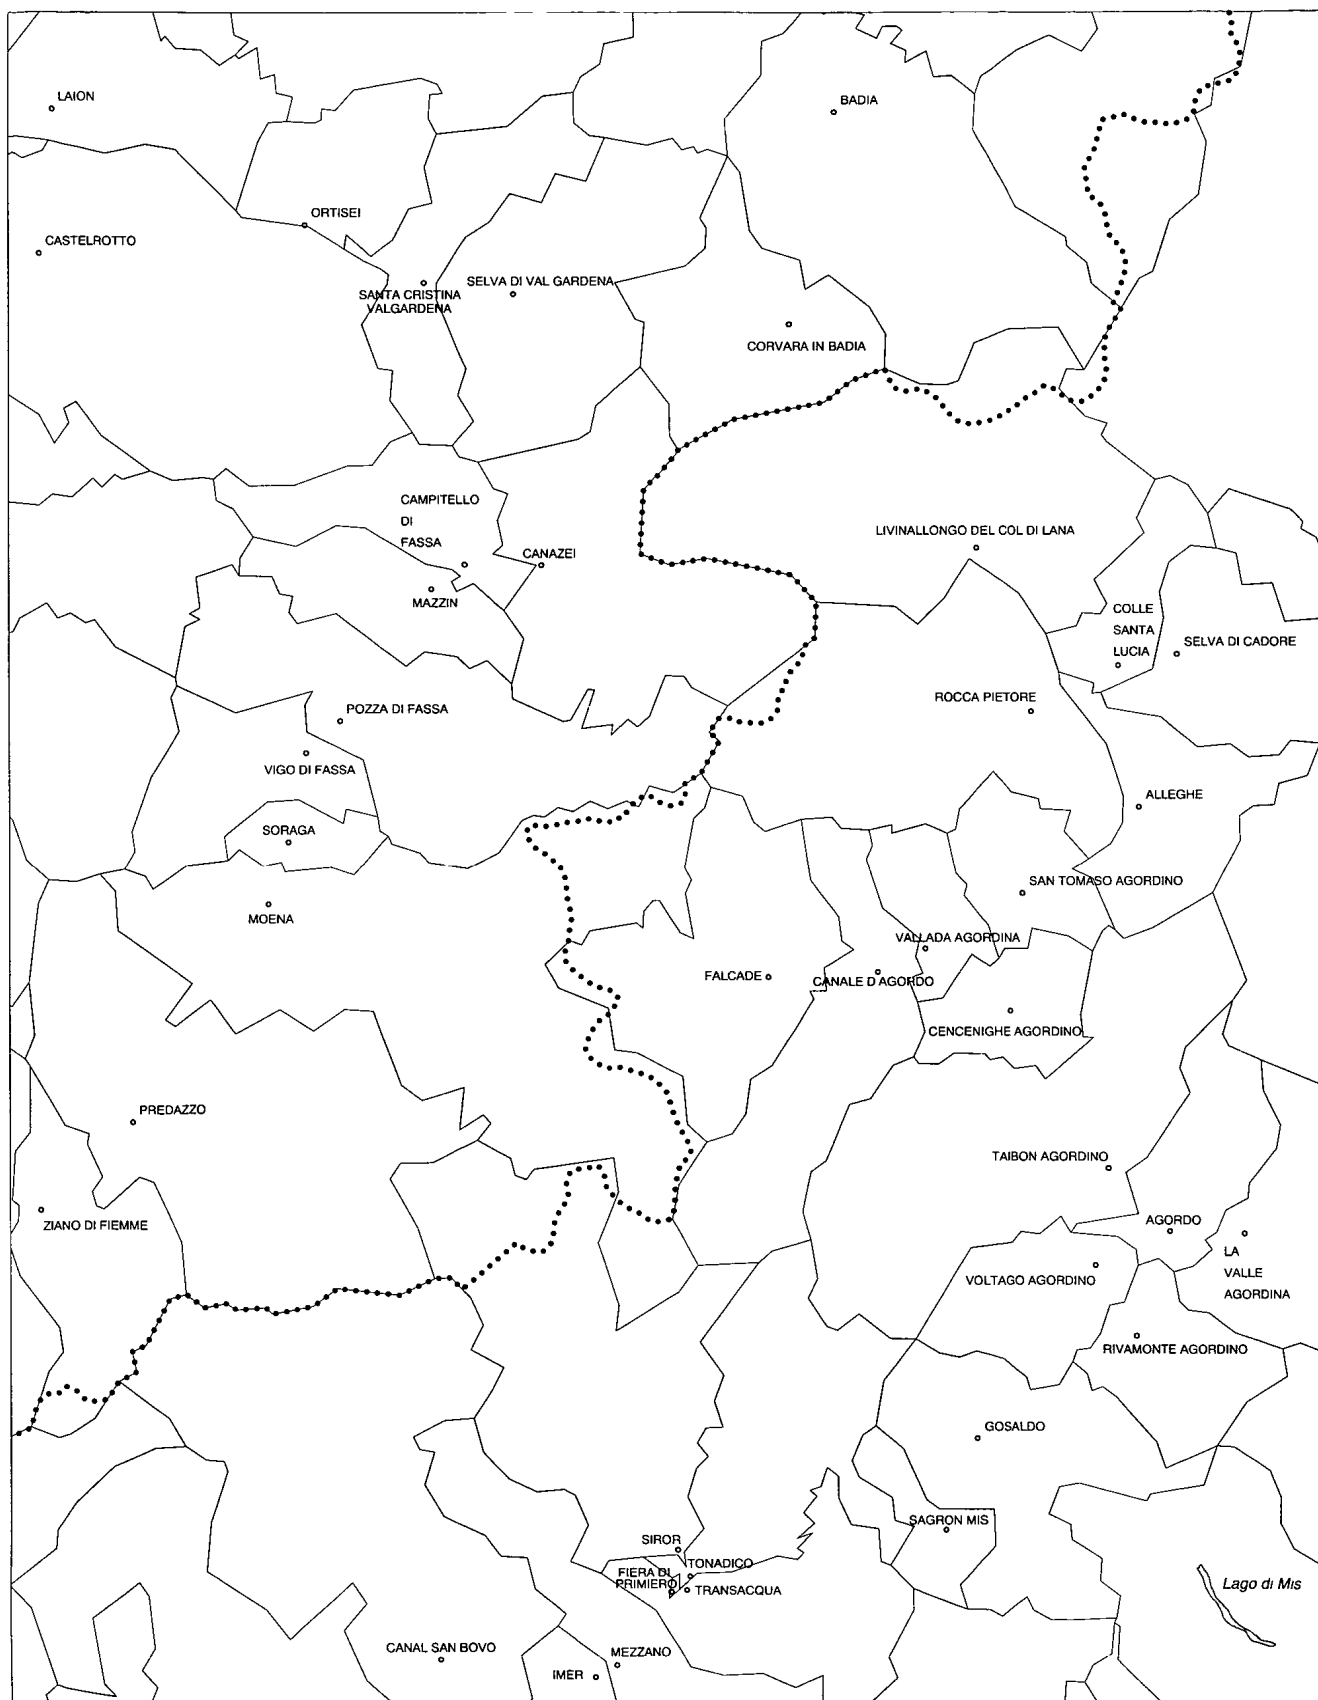 LAION
BADIA
ORTISEI
CASTELROTTO
SELVA DI VAL GARDENA
SANTA CRISTINA
VALGARDENA
CORVARA IN BADIA
CAMPITELLO
DI
FASSA
CANAZEI
LIVINALLONGO DEL COL DI LANA
MAZZIN
COLLE
SANTA
LUCIA
SELVA DI CADORE
ROCCA PIETORE
POZZA DI FASSA
VIGO DI FASSA
ALLEGHE
SORAGA
SAN TOMASO AGORDINO
MOENA
VALLADA AGORDINA
FALCADE
CANALE D'AGORDO
CENCENIGHE AGORDINO
PREDAZZO
TAIBON AGORDINO
ZIANO DI FIEMME
AGORDO
LA
VALLE
AGORDINA
VOLTAGO AGORDINO
RIVAMONTE AGORDINO
GOSALDO
SAGRON MIS
SIROR
TONADICO
FIERA DI
PRIMIERO
TRANSACQUA
Lago di Mis
CANAL SAN BOVO
MEZZANO
IMER